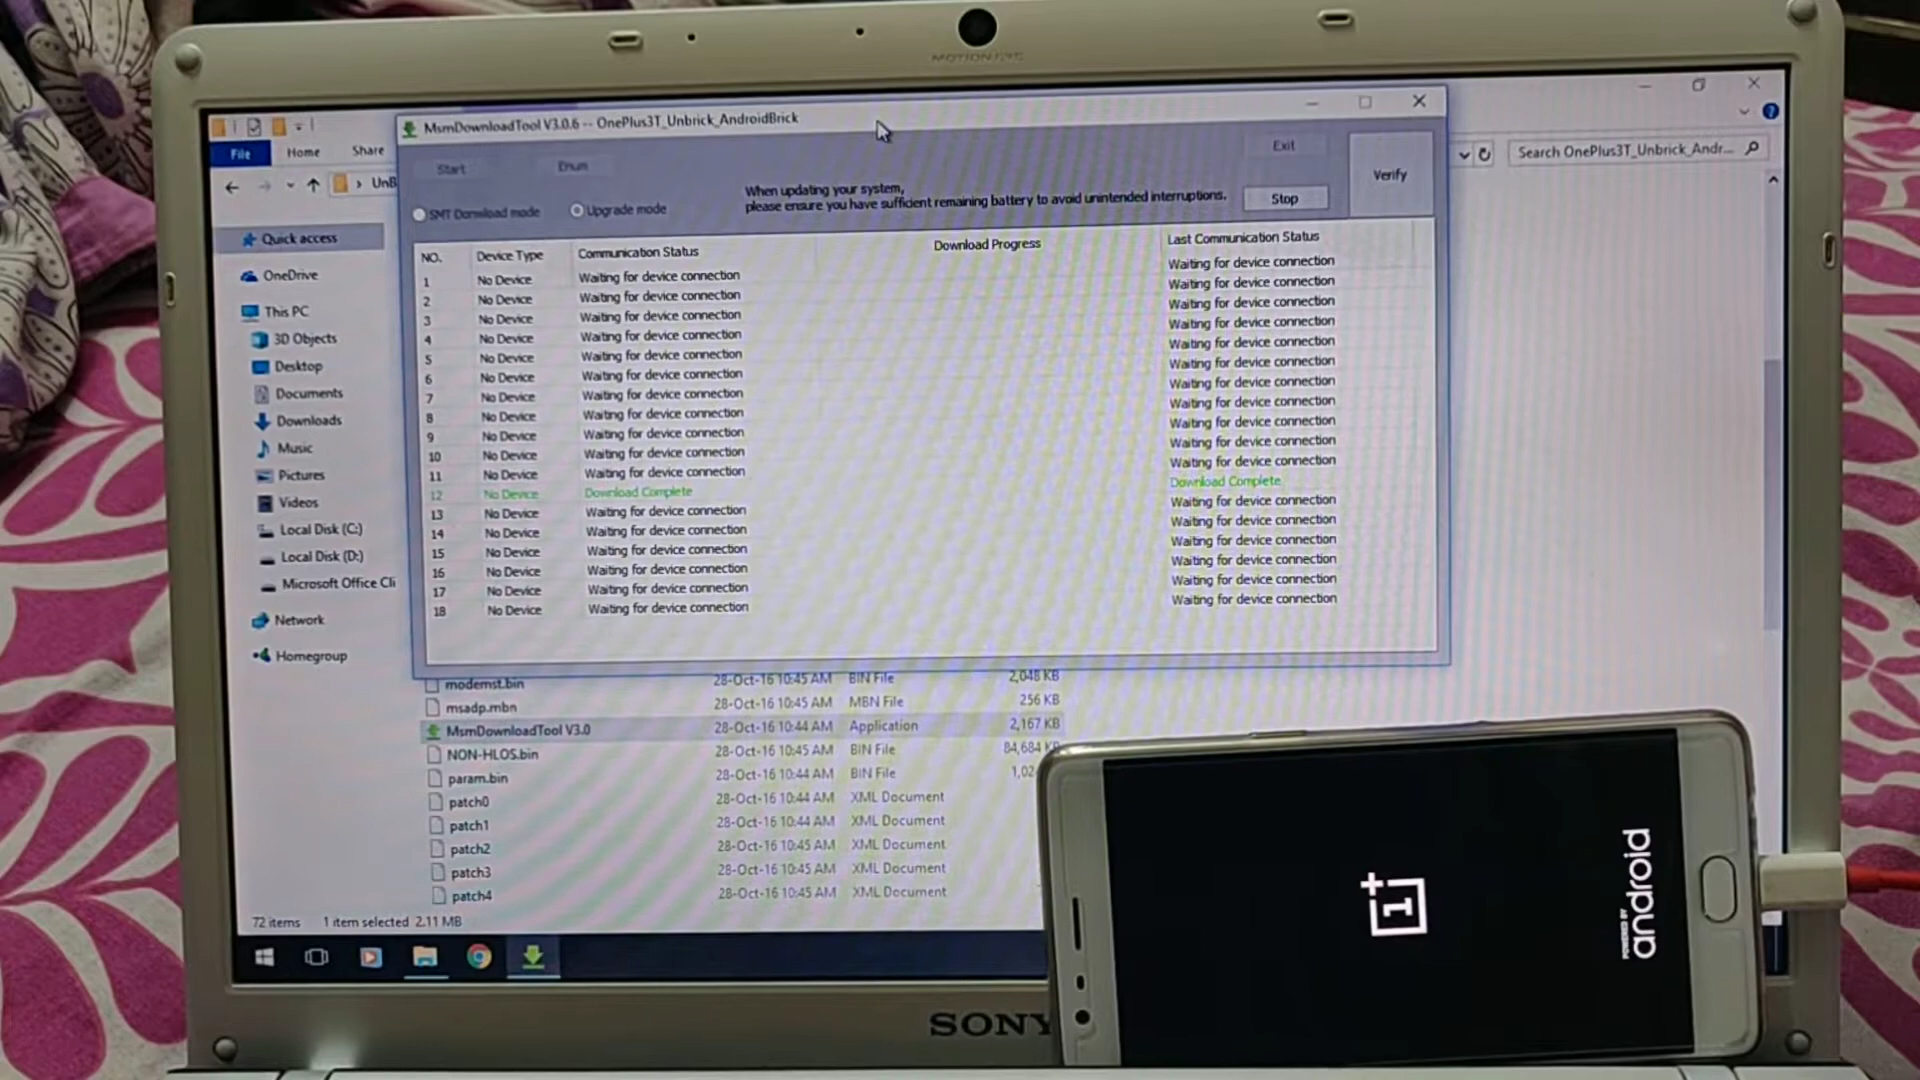 MOTION EYE
MsmDownloadTool V3.0.6 -- OnePlus3T_Unbrick_AndroidBrick
File
Home
Share
Start
Enum
Exit
Verify
SMT Download mode
Upgrade mode
When updating your system,
please ensure you have sufficient remaining battery to avoid unintended interruptions.
Stop
UnB
Search OnePlus3T_Unbrick_Andr...
NO. Device Type Communication Status Download Progress Last Communication Status
1 No Device Waiting for device connection Waiting for device connection
2 No Device Waiting for device connection Waiting for device connection
3 No Device Waiting for device connection Waiting for device connection
4 No Device Waiting for device connection Waiting for device connection
5 No Device Waiting for device connection Waiting for device connection
6 No Device Waiting for device connection Waiting for device connection
7 No Device Waiting for device connection Waiting for device connection
8 No Device Waiting for device connection Waiting for device connection
9 No Device Waiting for device connection Waiting for device connection
10 No Device Waiting for device connection Waiting for device connection
11 No Device Waiting for device connection Waiting for device connection
12 No Device Download Complete Download Complete
13 No Device Waiting for device connection Waiting for device connection
14 No Device Waiting for device connection Waiting for device connection
15 No Device Waiting for device connection Waiting for device connection
16 No Device Waiting for device connection Waiting for device connection
17 No Device Waiting for device connection Waiting for device connection
18 No Device Waiting for device connection Waiting for device connection
Quick access
OneDrive
This PC
3D Objects
Desktop
Documents
Downloads
Music
Pictures
Videos
Local Disk (C:)
Local Disk (D:)
Microsoft Office Cli
Network
Homegroup
modemst.bin 28-Oct-16 10:45 AM BIN File 2,048 KB
msadp.mbn 28-Oct-16 10:45 AM MBN File 256 KB
MsmDownloadTool V3.0 28-Oct-16 10:44 AM Application 2,167 KB
NON-HLOS.bin 28-Oct-16 10:45 AM BIN File 84,684 KB
param.bin 28-Oct-16 10:44 AM BIN File 1,02
patch0 28-Oct-16 10:44 AM XML Document
patch1 28-Oct-16 10:44 AM XML Document
patch2 28-Oct-16 10:45 AM XML Document
patch3 28-Oct-16 10:45 AM XML Document
patch4 28-Oct-16 10:45 AM XML Document
72 items 1 item selected 2.11 MB
SONY
1+
POWERED BY
android